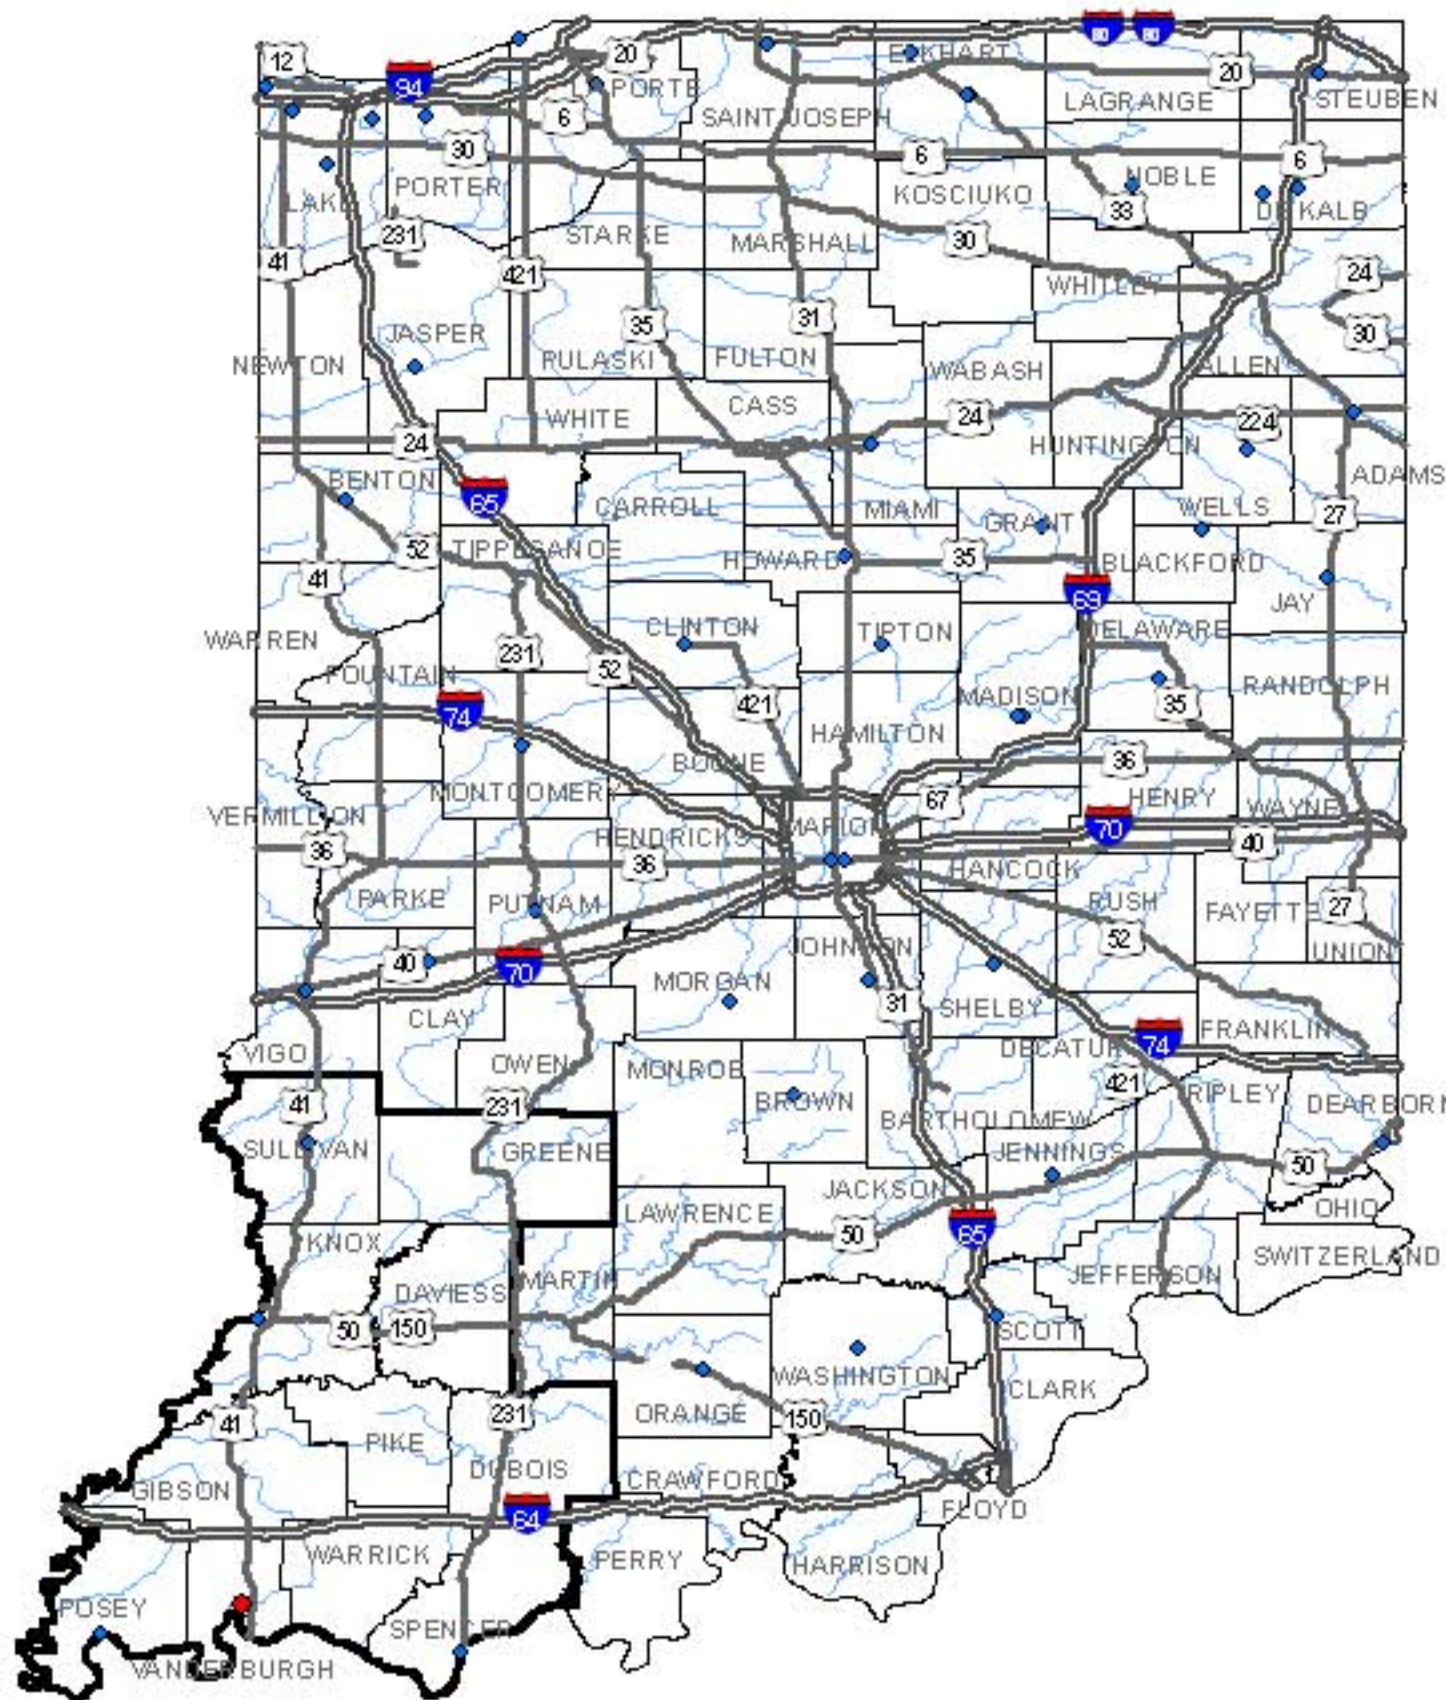 80 80
12
20
94
ELKHART
20
LA PORTE
LAGRANGE
STEUBEN
SAINT JOSEPH
6
30
6
6
PORTER
KOSCIUKO
NOBLE
LAKE
33
DE KALB
231
STARKE
MARSHALL
30
41
421
24
WHITLEY
35
31
30
JASPER
NEWTON
PULASKI
FULTON
WABASH
ALLEN
CASS
WHITE
24
224
24
HUNTINGTON
BENTON
ADAMS
65
CARROLL
MIAMI
GRANT
WELLS
27
52
TIPPECANOE
HOWARD
35
BLACKFORD
41
69
JAY
CLINTON
TIPTON
DELAWARE
WARREN
231
52
FOUNTAIN
RANDOLPH
74
421
MADISON
35
HAMILTON
BOONE
36
MONTGOMERY
67
HENRY
WAYNE
VERMILLION
MARION
70
36
HENDRICKS
36
40
HANCOCK
PARKE
PUTNAM
RUSH
FAYETTE
27
52
JOHNSON
UNION
40
70
MORGAN
31
SHELBY
CLAY
FRANKLIN
VIGO
OWEN
MONROE
DECATUR
74
421
RIPLEY
41
231
BROWN
DEARBORN
BARTHOLOMEW
SULLIVAN
GREENE
JENNINGS
50
JACKSON
LAWRENCE
OHIO
KNOX
50
65
SWITZERLAND
DAVIESS
MARTIN
JEFFERSON
50
150
SCOTT
WASHINGTON
CLARK
41
231
ORANGE
150
PIKE
DUBOIS
CRAWFORD
GIBSON
64
FLOYD
WARRICK
PERRY
HARRISON
POSEY
SPENCER
VANDERBURGH